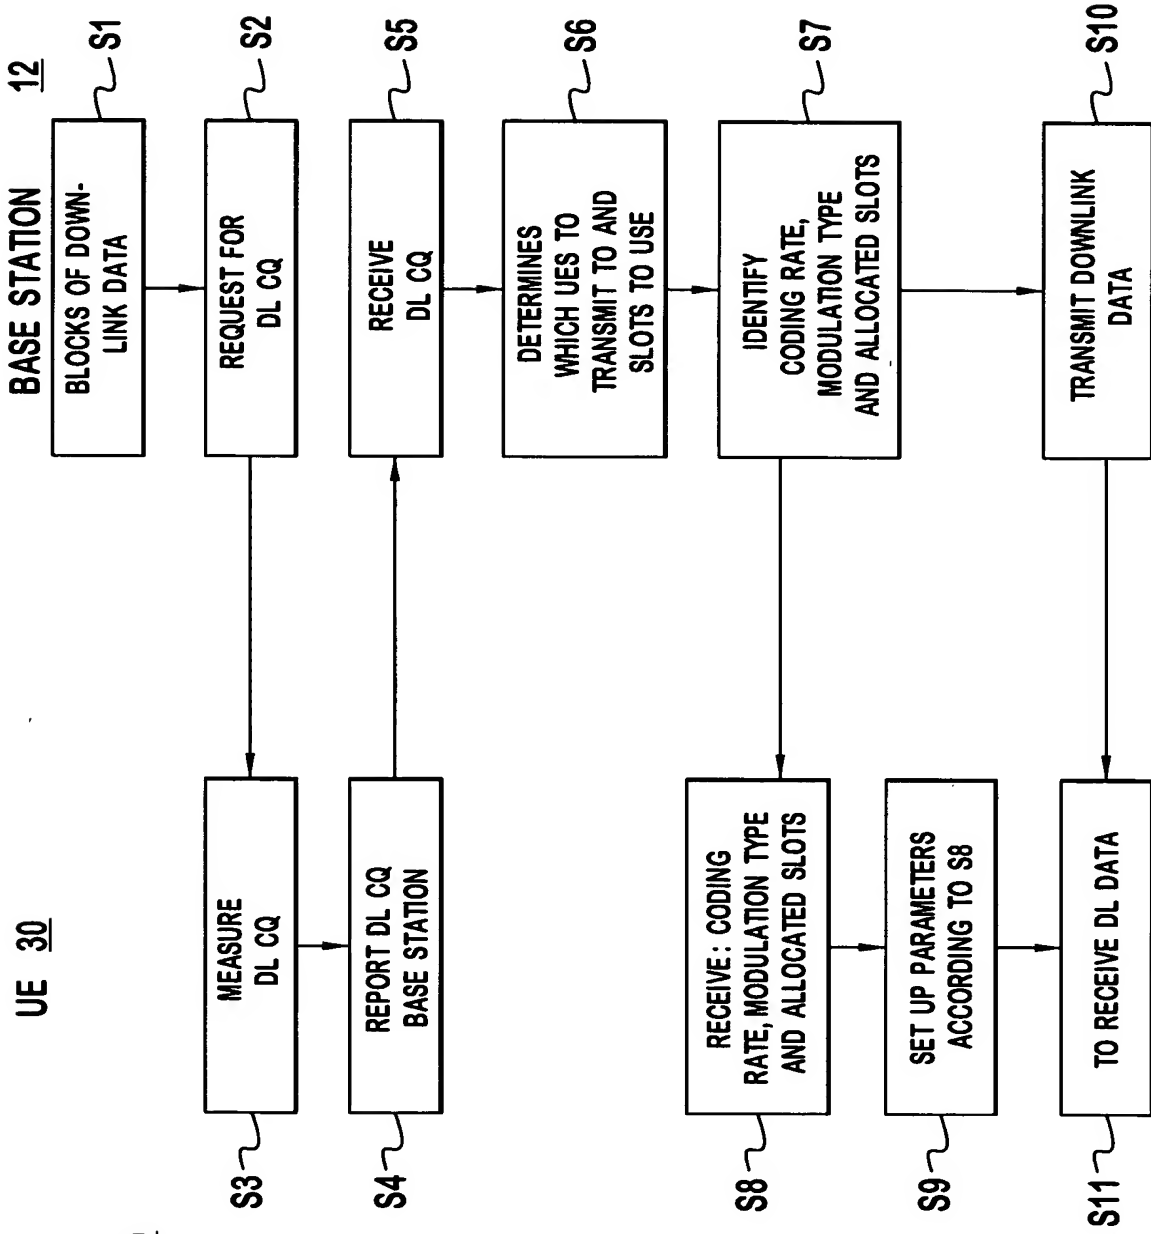 UE 30
BASE STATION 12
BLOCKS OF DOWN-
LINK DATA
S1
REQUEST FOR
DL CQ
S2
MEASURE
DL CQ
S3
REPORT DL CQ
BASE STATION
S4
RECEIVE
DL CQ
S5
DETERMINES
WHICH UES TO
TRANSMIT TO AND
SLOTS TO USE
S6
IDENTIFY
CODING RATE,
MODULATION TYPE
AND ALLOCATED SLOTS
S7
RECEIVE: CODING
RATE, MODULATION TYPE
AND ALLOCATED SLOTS
S8
SET UP PARAMETERS
ACCORDING TO S8
S9
TRANSMIT DOWNLINK
DATA
S10
TO RECEIVE DL DATA
S11